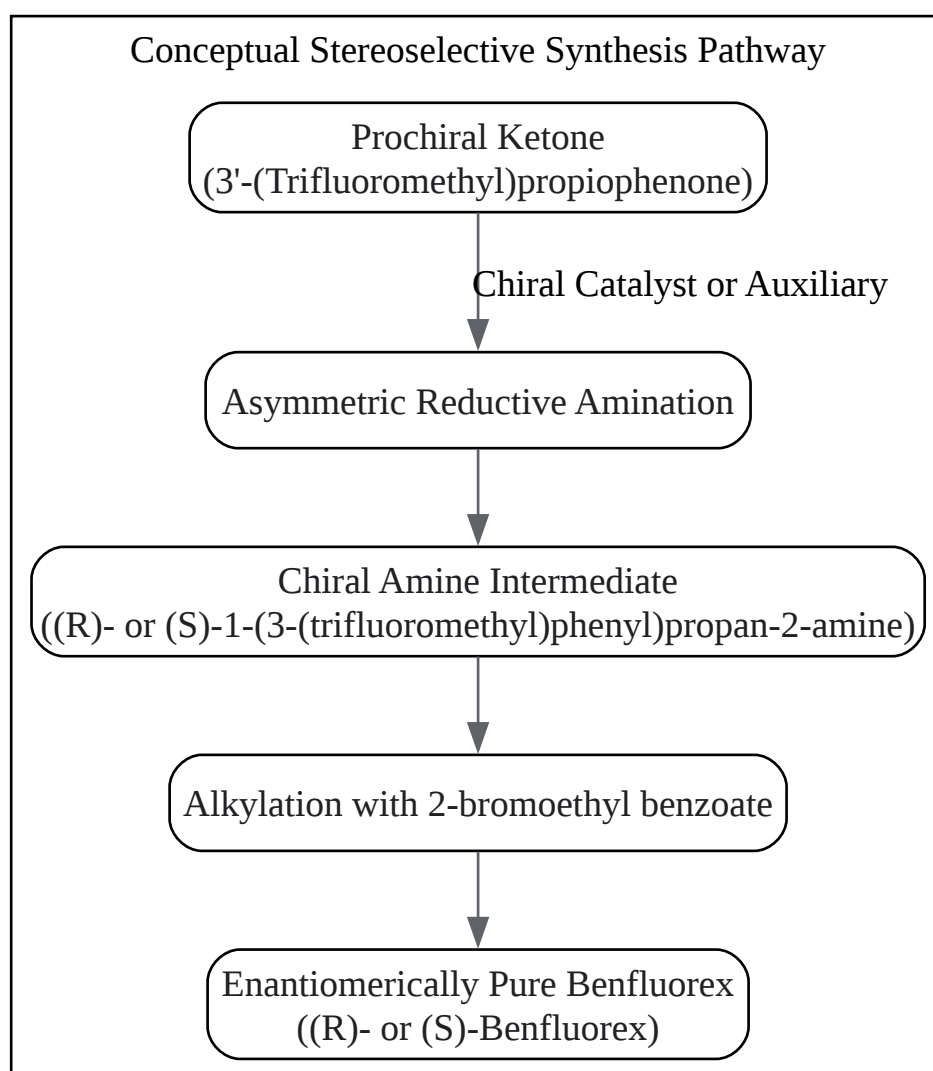 Conceptual Stereoselective Synthesis Pathway
Prochiral Ketone
(3'-(Trifluoromethyl)propiophenone)
Chiral Catalyst or Auxiliary
Asymmetric Reductive Amination
Chiral Amine Intermediate
((R)- or (S)-1-(3-(trifluoromethyl)phenyl)propan-2-amine)
Alkylation with 2-bromoethyl benzoate
Enantiomerically Pure Benfluorex
((R)- or (S)-Benfluorex)